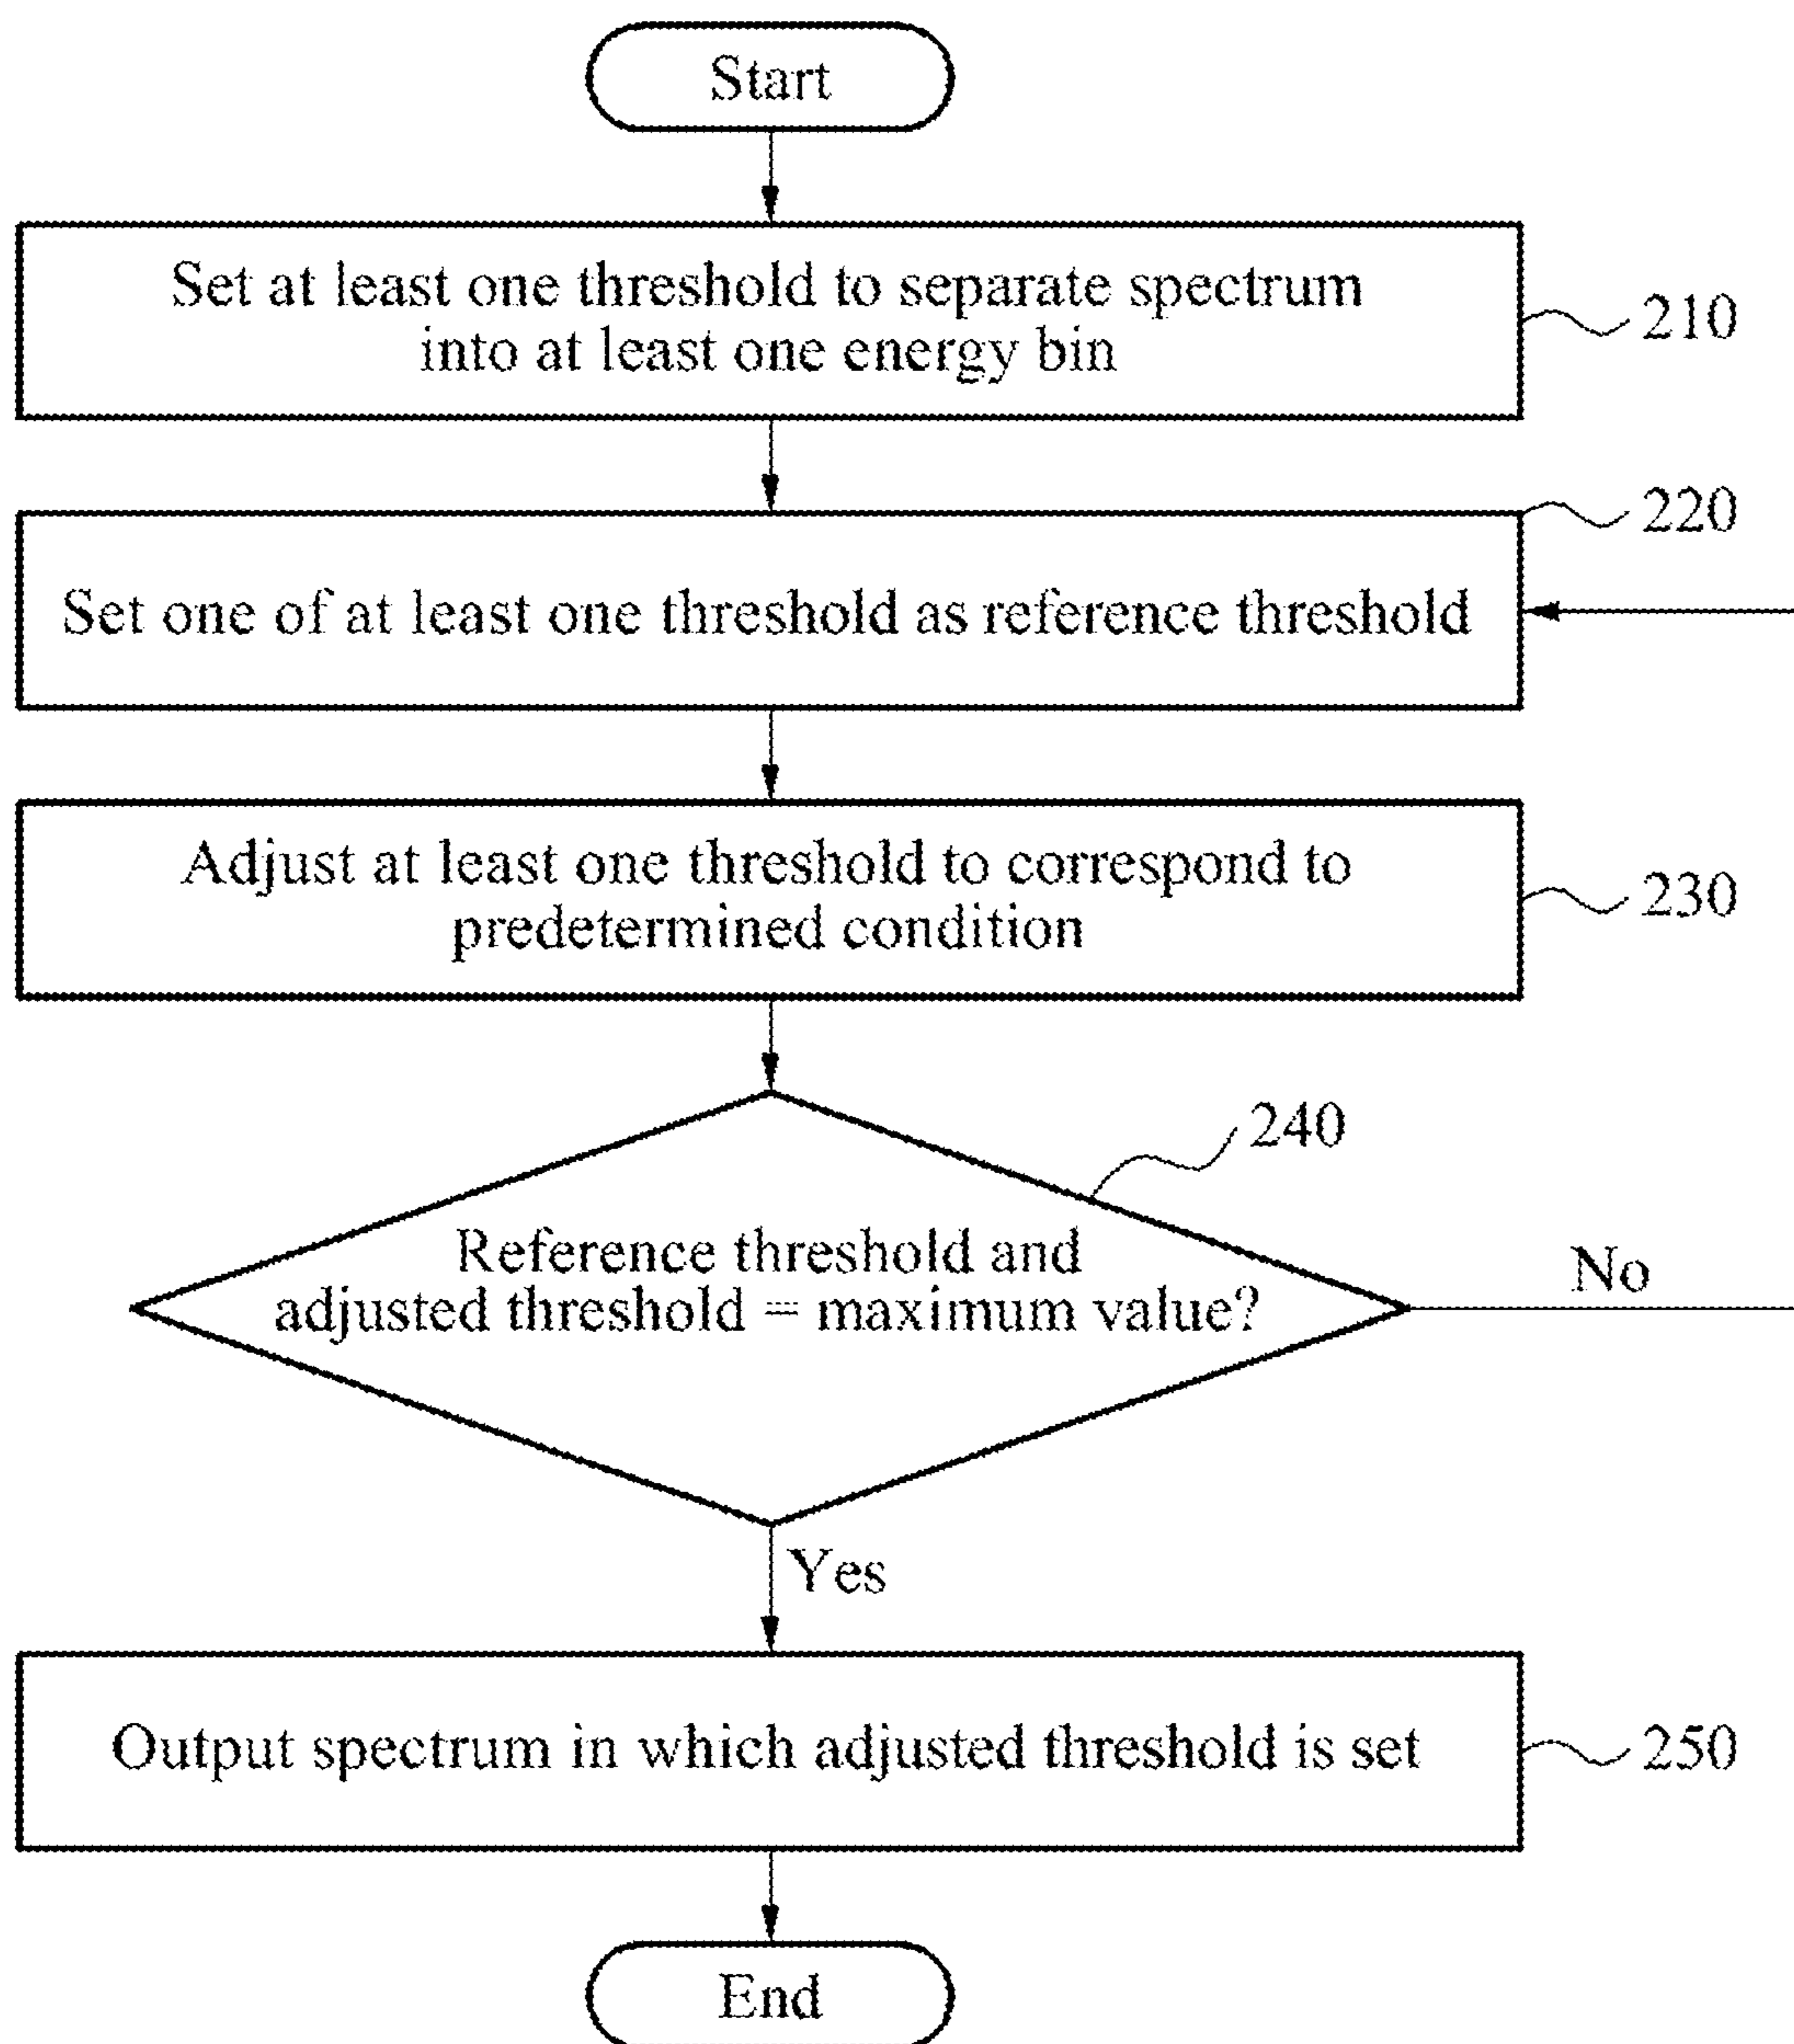 Start
Set at least one threshold to separate spectrum
into at least one energy bin
210
220
Set one of at least one threshold as reference threshold
Adjust at least one threshold to correspond to
predetermined condition
230
240
Reference threshold and
adjusted threshold = maximum value?
No
Yes
Output spectrum in which adjusted threshold is set
250
End